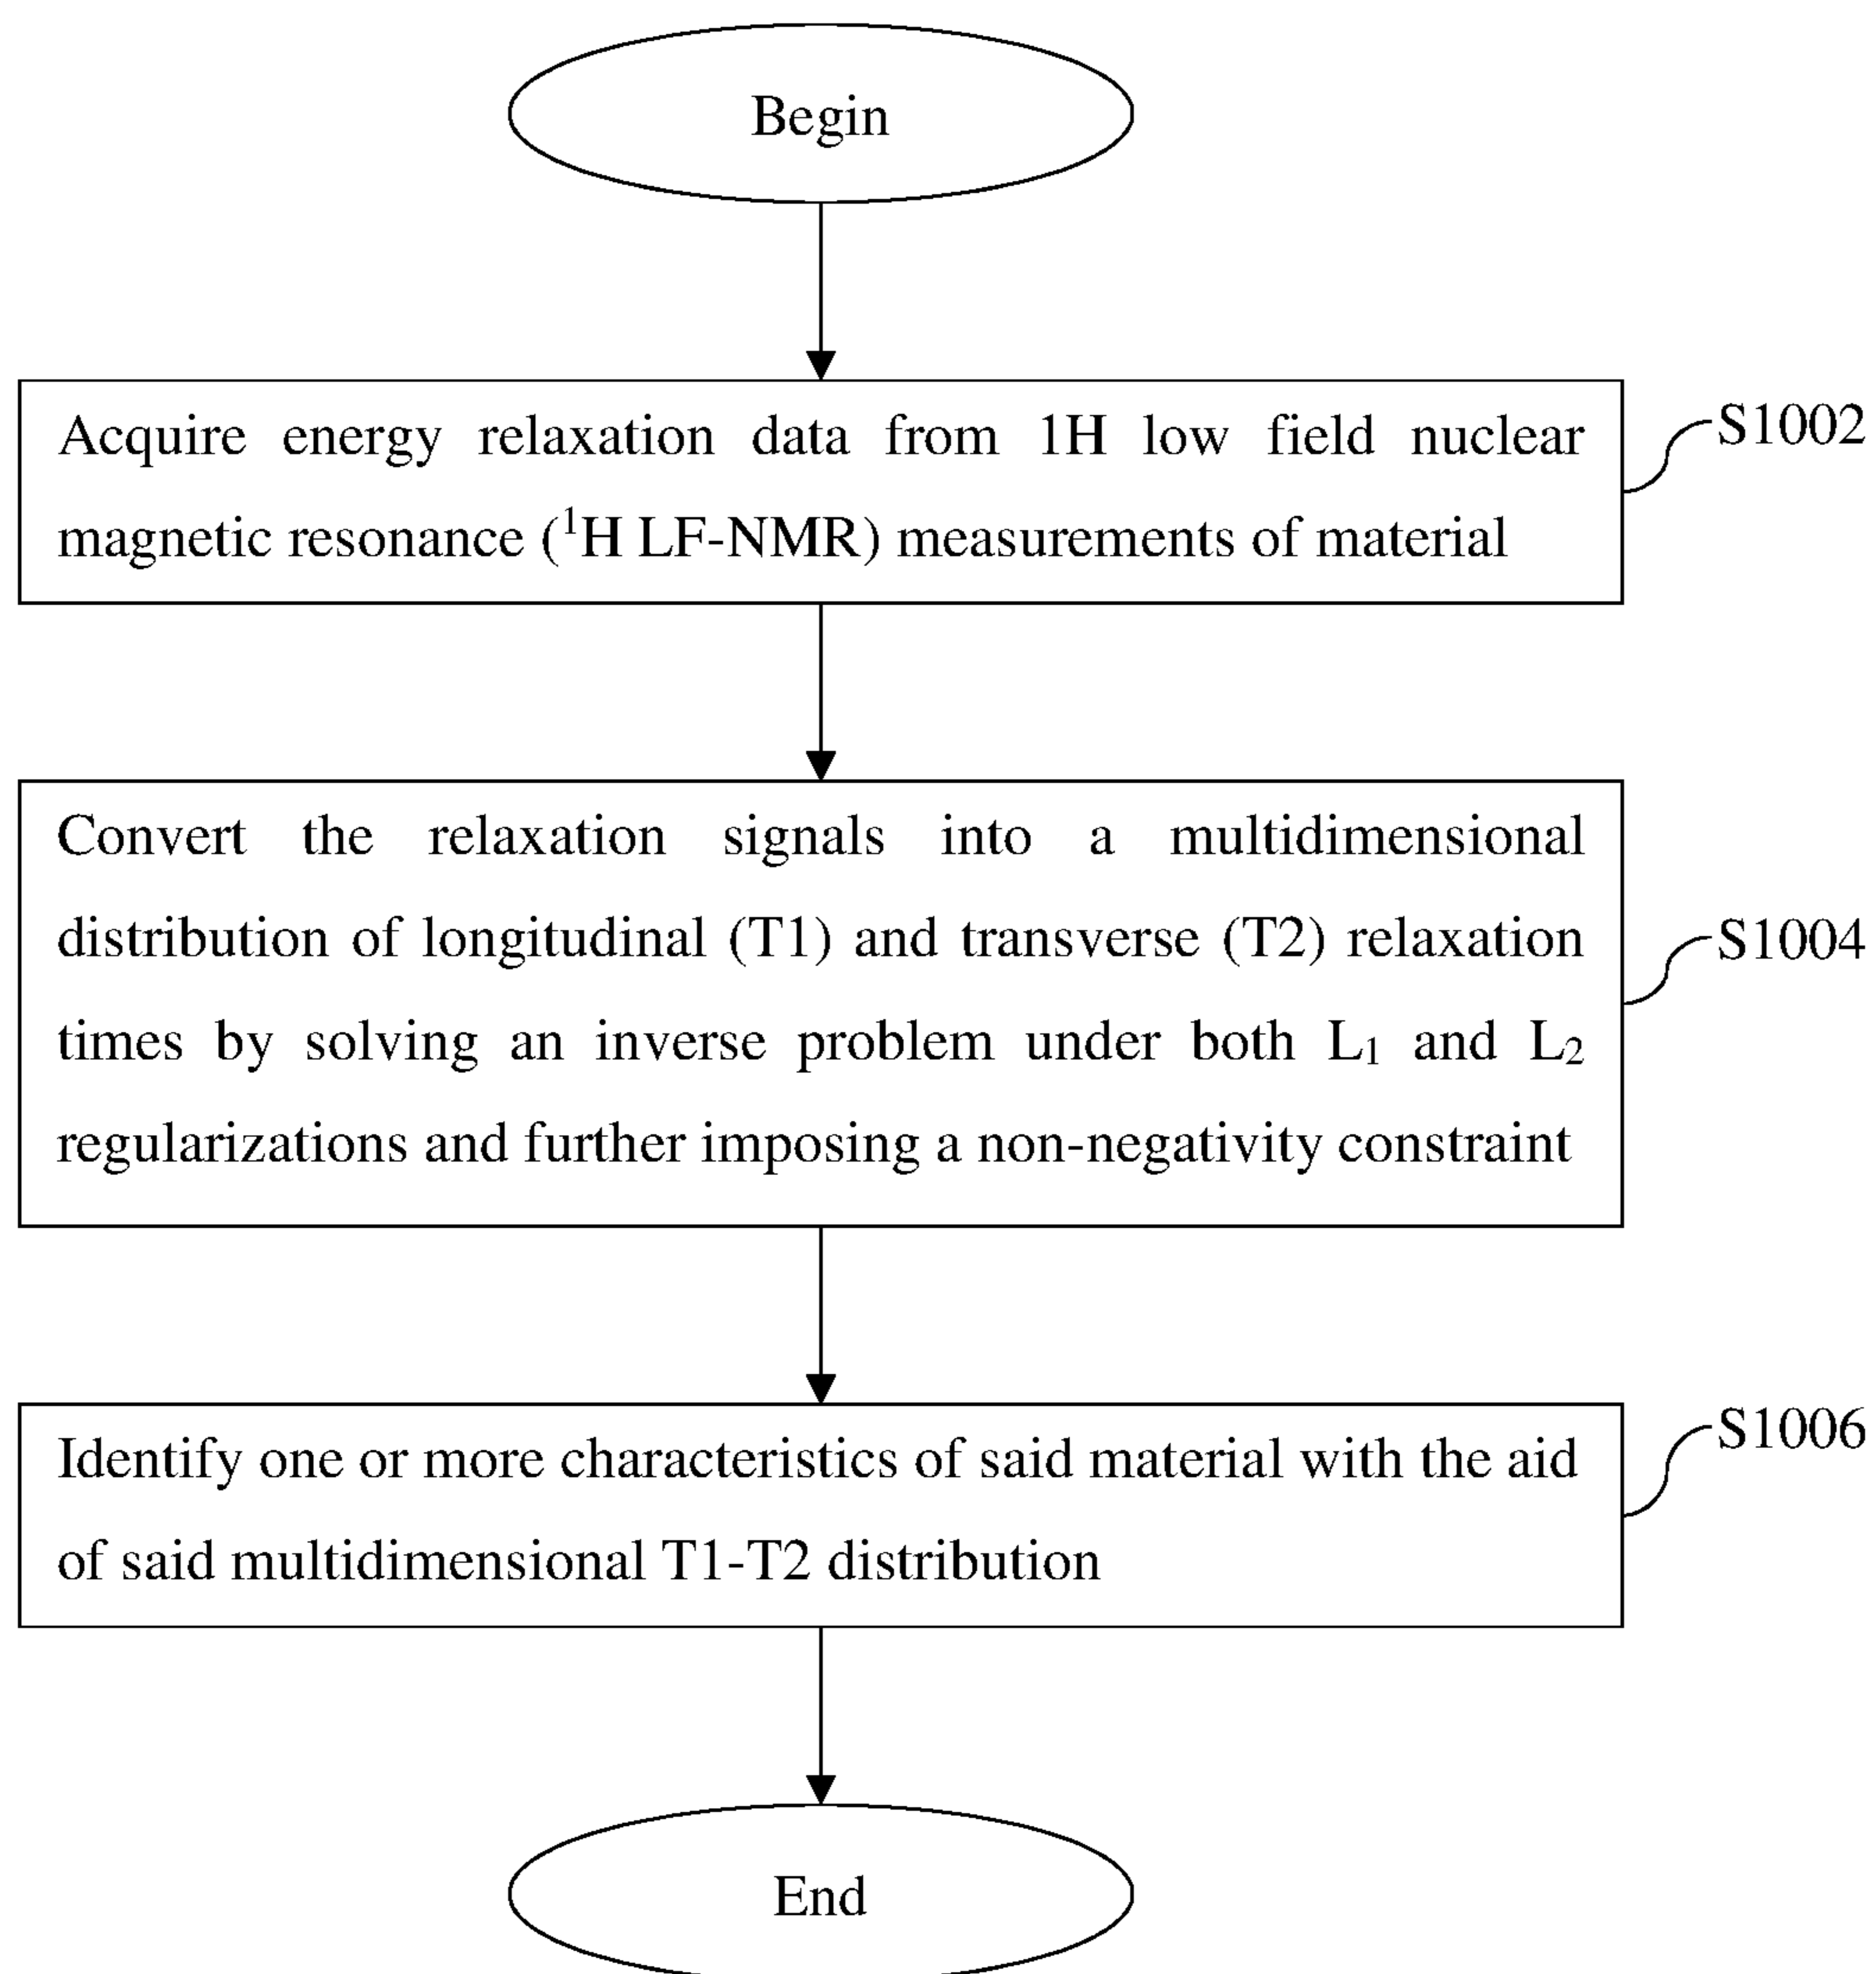 Begin
Acquire energy relaxation data from 1H low field nuclear
magnetic resonance (¹H LF-NMR) measurements of material
S1002
Convert the relaxation signals into a multidimensional
distribution of longitudinal (T1) and transverse (T2) relaxation
times by solving an inverse problem under both L₁ and L₂
regularizations and further imposing a non-negativity constraint
S1004
Identify one or more characteristics of said material with the aid
of said multidimensional T1-T2 distribution
S1006
End